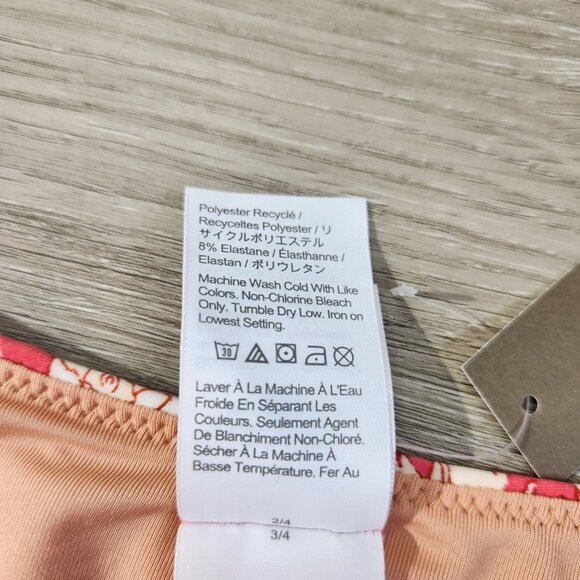 Polyester Recyclé /
Recyceltes Polyester / リ
サイクルポリエステル
8% Elastane / Élasthanne /
Elastan / ポリウレタン
Machine Wash Cold With Like
Colors. Non-Chlorine Bleach
Only. Tumble Dry Low. Iron on
Lowest Setting.
30
Laver À La Machine À L'Eau
Froide En Séparant Les
Couleurs. Seulement Agent
De Blanchiment Non-Chloré.
Sécher À La Machine À
Basse Température. Fer Au
2/4
3/4